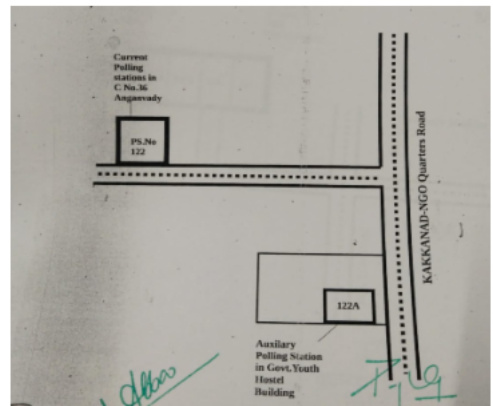 Current
Polling
stations in
C No.36
Anganvady
PS.No
122
KAKKANAD-NGO Quarters Road
122A
Auxilary
Polling Station
in Govt.Youth
Hostel
Building